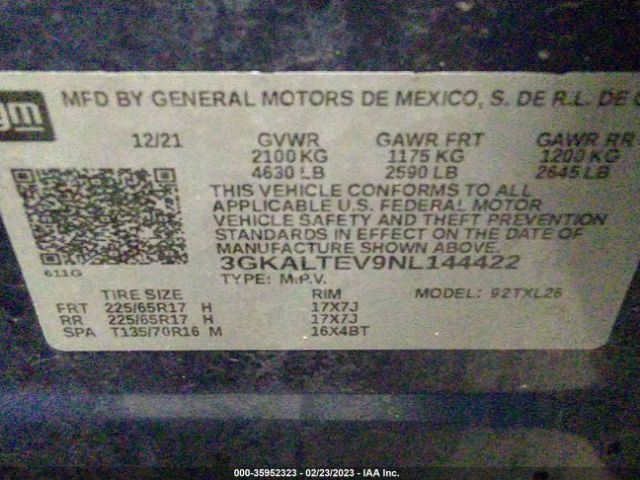 gm MFD BY GENERAL MOTORS DE MEXICO, S. DE R.L. DE
12/21 GVWR GAWR FRT GAWR RR
2100 KG 1175 KG 1200 KG
4630 LB 2590 LB 2645 LB
THIS VEHICLE CONFORMS TO ALL
APPLICABLE U.S. FEDERAL MOTOR
VEHICLE SAFETY AND THEFT PREVENTION
STANDARDS IN EFFECT ON THE DATE OF
MANUFACTURE SHOWN ABOVE.
611G 3GKALTEV9NL144422
TYPE: M.P.V.
TIRE SIZE RIM MODEL: 92TXL26
FRT 225/65R17 H 17X7J
RR 225/65R17 H 17X7J
SPA T135/70R16 M 16X4BT
000-35952323 - 02/23/2023 - IAA Inc.